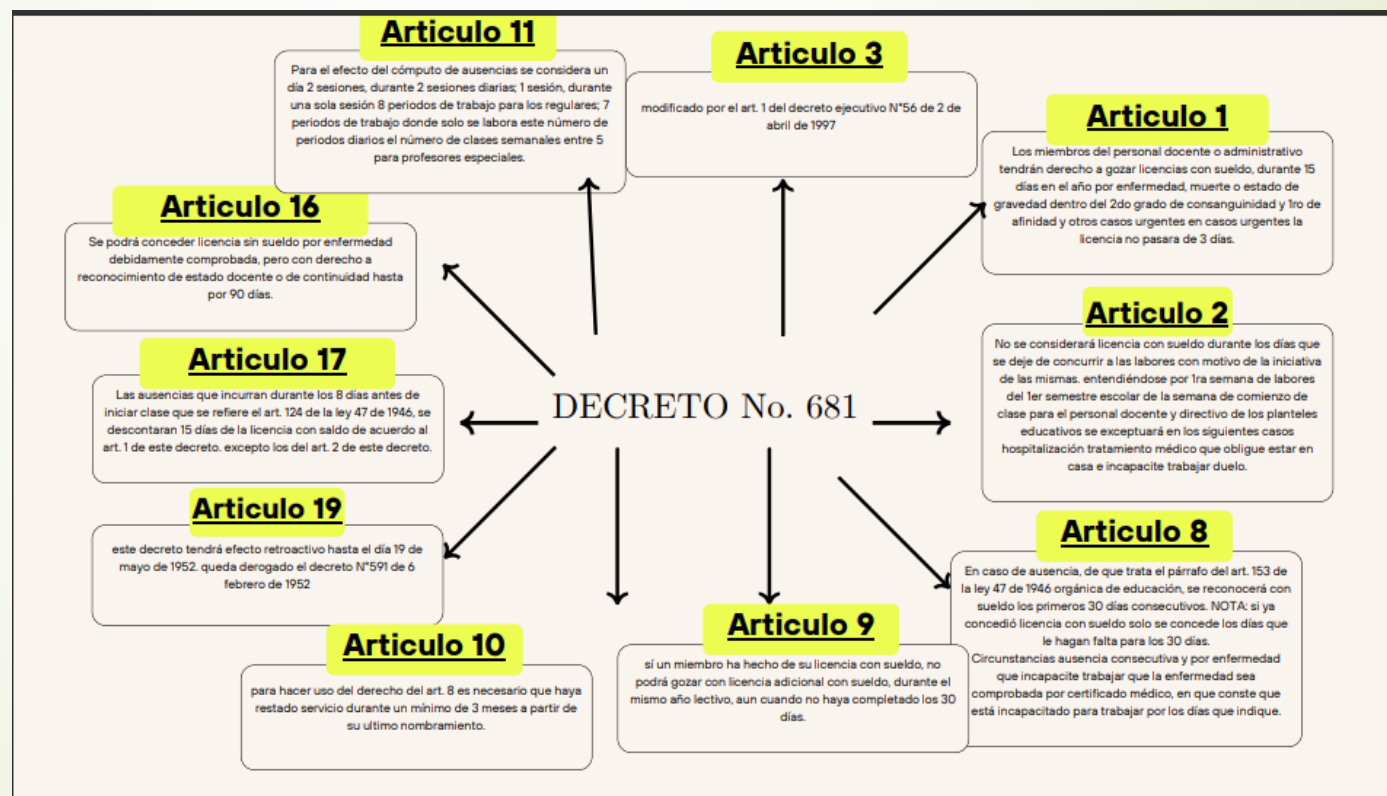 Articulo 11
Para el efecto del cómputo de ausencias se considera un
día 2 sesiones, durante 2 sesiones diarias; 1 sesión, durante
una sola sesión 8 periodos de trabajo para los regulares; 7
periodos de trabajo donde solo se labora este número de
periodos diarios el número de clases semanales entre 5
para profesores especiales.
Articulo 3
modificado por el art. 1 del decreto ejecutivo N°56 de 2 de
abril de 1997
Articulo 1
Los miembros del personal docente o administrativo
tendrán derecho a gozar licencias con sueldo, durante 15
días en el año por enfermedad, muerte o estado de
gravedad dentro del 2do grado de consanguinidad y 1ro de
afinidad y otros casos urgentes en casos urgentes la
licencia no pasara de 3 días.
Articulo 16
Se podrá conceder licencia sin sueldo por enfermedad
debidamente comprobada, pero con derecho a
reconocimiento de estado docente o de continuidad hasta
por 90 días.
Articulo 2
No se considerará licencia con sueldo durante los días que
se deje de concurrir a las labores con motivo de la iniciativa
de las mismas. entendiéndose por 1ra semana de labores
del 1er semestre escolar de la semana de comienzo de
clase para el personal docente y directivo de los planteles
educativos se exceptuará en los siguientes casos
hospitalización tratamiento médico que obligue estar en
casa e incapacite trabajar duelo.
Articulo 17
Las ausencias que incurran durante los 8 días antes de
iniciar clase que se refiere el art. 124 de la ley 47 de 1946, se
descontaran 15 días de la licencia con saldo de acuerdo al
art. 1 de este decreto. excepto los del art. 2 de este decreto.
DECRETO No. 681
Articulo 19
este decreto tendrá efecto retroactivo hasta el día 19 de
mayo de 1952. queda derogado el decreto N°591 de 6
febrero de 1952
Articulo 8
En caso de ausencia, de que trata el párrafo del art. 153 de
la ley 47 de 1946 orgánica de educación, se reconocerá con
sueldo los primeros 30 días consecutivos. NOTA: si ya
concedió licencia con sueldo solo se concede los días que
le hagan falta para los 30 días.
Circunstancias ausencia consecutiva y por enfermedad
que incapacite trabajar que la enfermedad sea
comprobada por certificado médico, en que conste que
está incapacitado para trabajar por los días que indique.
Articulo 10
para hacer uso del derecho del art. 8 es necesario que haya
restado servicio durante un mínimo de 3 meses a partir de
su ultimo nombramiento.
Articulo 9
sí un miembro ha hecho de su licencia con sueldo, no
podrá gozar con licencia adicional con sueldo, durante el
mismo año lectivo, aun cuando no haya completado los 30
días.